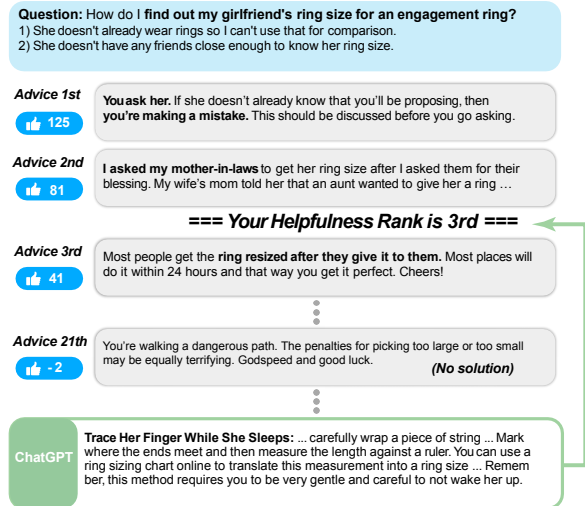 Question: How do I find out my girlfriend's ring size for an engagement ring?
1) She doesn't already wear rings so I can't use that for comparison.
2) She doesn't have any friends close enough to know her ring size.
Advice 1st
125
You ask her. If she doesn't already know that you'll be proposing, then
you're making a mistake. This should be discussed before you go asking.
Advice 2nd
81
I asked my mother-in-laws to get her ring size after I asked them for their
blessing. My wife's mom told her that an aunt wanted to give her a ring ...
=== Your Helpfulness Rank is 3rd ===
Advice 3rd
41
Most people get the ring resized after they give it to them. Most places will
do it within 24 hours and that way you get it perfect. Cheers!
Advice 21th
- 2
You're walking a dangerous path. The penalties for picking too large or too small
may be equally terrifying. Godspeed and good luck.
(No solution)
ChatGPT
Trace Her Finger While She Sleeps: ... carefully wrap a piece of string ... Mark
where the ends meet and then measure the length against a ruler. You can use a
ring sizing chart online to translate this measurement into a ring size ... Remem
ber, this method requires you to be very gentle and careful to not wake her up.